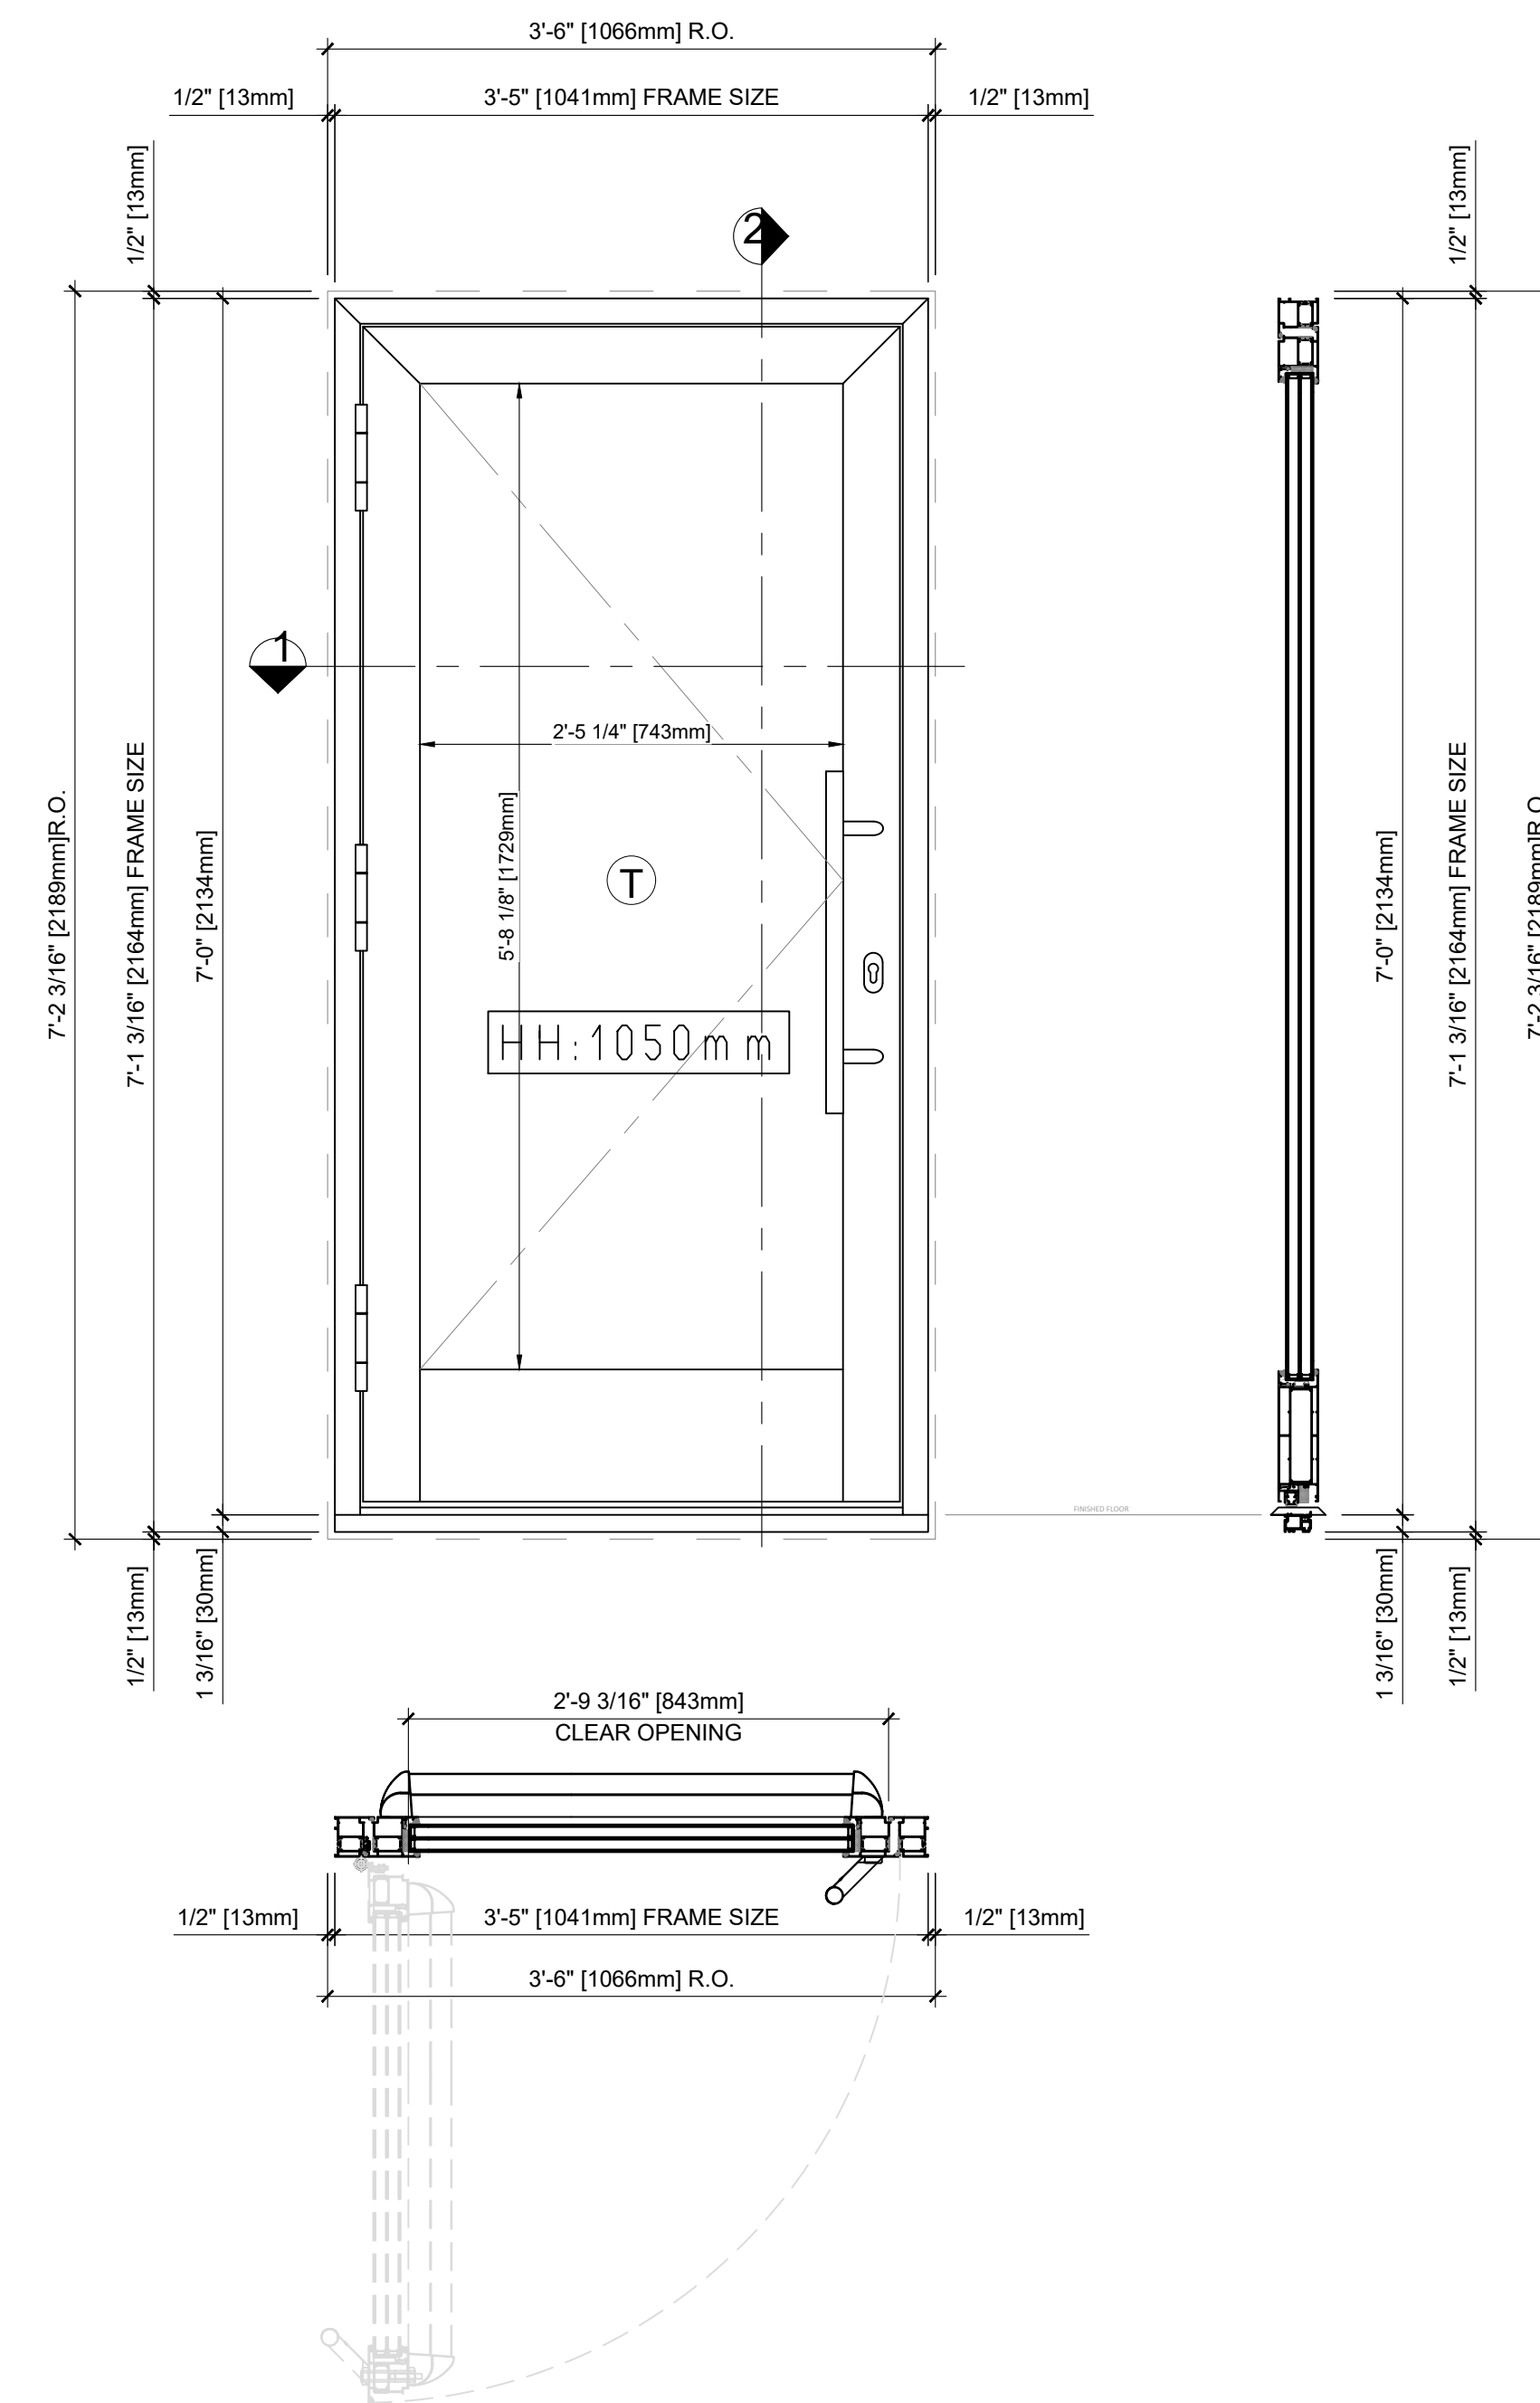 3'-6" [1066mm] R.O.
1/2" [13mm]
3'-5" [1041mm] FRAME SIZE
1/2" [13mm]
1/2" [13mm]
1/2" [13mm]
2
1
7'-2 3/16" [2189mm]R.O.
7'-1 3/16" [2164mm] FRAME SIZE
7'-0" [2134mm]
2'-5 1/4" [743mm]
5'-8 1/8" [1729mm]
T
HH:1050mm
7'-0" [2134mm]
7'-1 3/16" [2164mm] FRAME SIZE
7'-2 3/16" [2189mm]R.O.
FINISHED FLOOR
1/2" [13mm]
1 3/16" [30mm]
1 3/16" [30mm]
1/2" [13mm]
2'-9 3/16" [843mm]
CLEAR OPENING
1/2" [13mm]
3'-5" [1041mm] FRAME SIZE
1/2" [13mm]
3'-6" [1066mm] R.O.